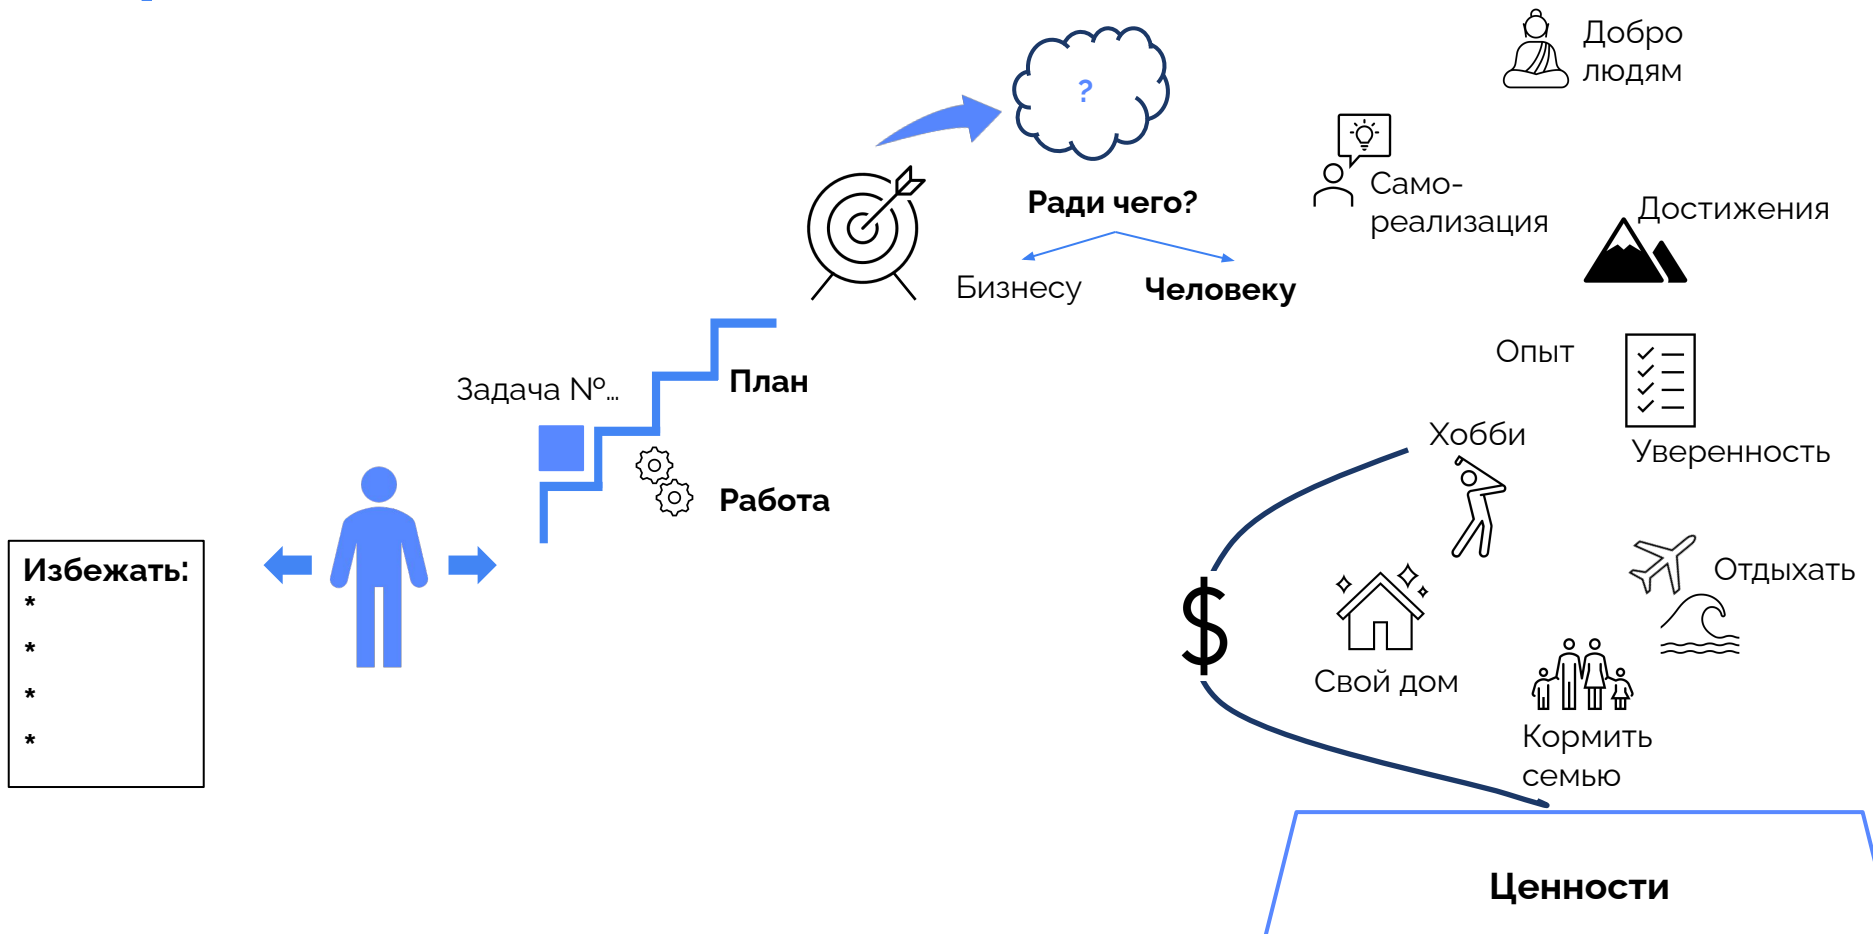 Добро
людям
?
Само-
реализация
Ради чего?
Достижения
Бизнесу
Человеку
Опыт
План
Задача №...
Хобби
Уверенность
Работа
Избежать:
*
*
*
*
Отдыхать
$
Свой дом
Кормить
семью
Ценности